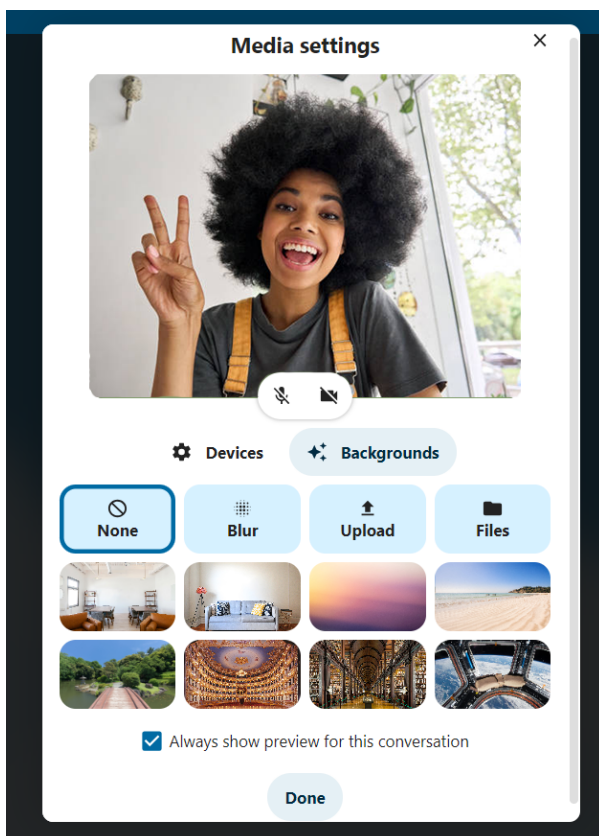 Media settings
Devices
Backgrounds
None
Blur
Upload
Files
Always show preview for this conversation
Done